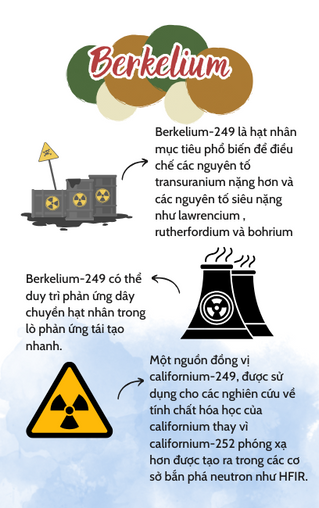 Berkelium
Berkelium-249 là hạt nhân
mục tiêu phổ biến để điều
chế các nguyên tố
transuranium nặng hơn và
các nguyên tố siêu nặng
như lawrencium ,
rutherfordium và bohrium
Berkelium-249 có thể
duy trì phản ứng dây
chuyền hạt nhân trong
lò phản ứng tái tạo
nhanh.
Một nguồn đồng vị
californium-249, được sử
dụng cho các nghiên cứu về
tính chất hóa học của
californium thay vì
californium-252 phóng xạ
hơn được tạo ra trong các cơ
sở bắn phá neutron như HFIR.